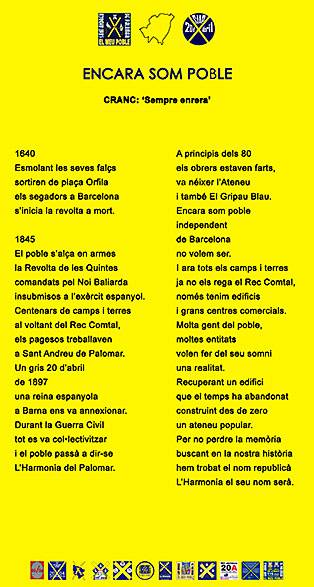 EL MEU POBLE
20 d'abril
ENCARA SOM POBLE
CRANC: ‘Sempre enrera’
1640
Esmolant les seves falçs
sortiren de plaça Orfila
els segadors a Barcelona
s'inicia la revolta a mort.
1845
El poble s'alça en armes
la Revolta de les Quintes
comandats pel Noi Baliarda
insubmisos a l'exèrcit espanyol.
Centenars de camps i terres
al voltant del Rec Comtal,
els pagesos treballaven
a Sant Andreu de Palomar.
Un gris 20 d'abril
de 1897
una reina espanyola
a Barna ens va annexionar.
Durant la Guerra Civil
tot es va col•lectivitzar
i el poble passà a dir-se
L'Harmonia del Palomar.
A principis dels 80
els obrers estaven farts,
va néixer l'Ateneu
i també El Gripau Blau.
Encara som poble
independent
de Barcelona
no volem ser.
I ara tots els camps i terres
ja no els rega el Rec Comtal,
només tenim edificis
i grans centres comercials.
Molta gent del poble,
moltes entitats
volen fer del seu somni
una realitat.
Recuperant un edifici
que el temps ha abandonat
construint des de zero
un ateneu popular.
Per no perdre la memòria
buscant en la nostra història
hem trobat el nom republicà
L'Harmonia el seu nom serà.
20A